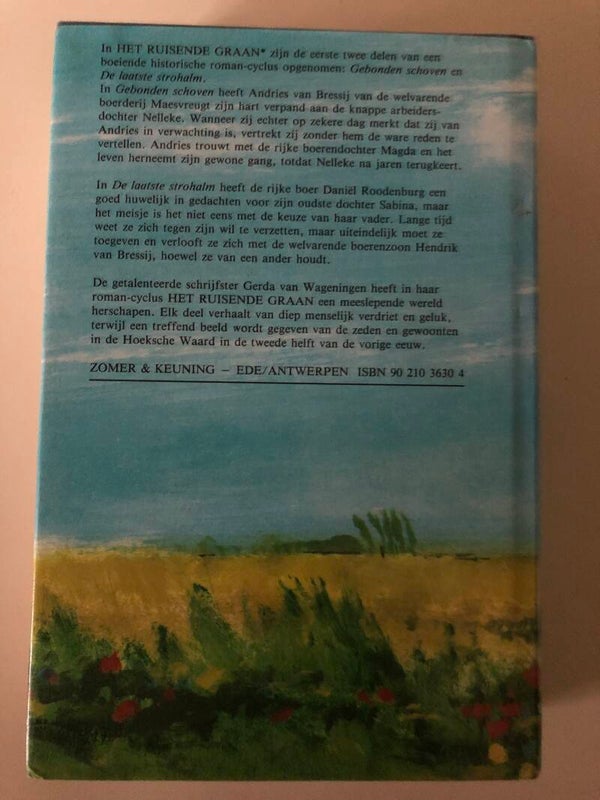 In HET RUISENDE GRAAN* zijn de eerste twee delen van een
boeiende historische roman-cyclus opgenomen: Gebonden schoven en
De laatste strohalm.
In Gebonden schoven heeft Andries van Bressij van de welvarende
boerderij Maesvreugt zijn hart verpand aan de knappe arbeiders-
dochter Nelleke. Wanneer zij echter op zekere dag merkt dat zij van
Andries in verwachting is, vertrekt zij zonder hem de ware reden te
vertellen. Andries trouwt met de rijke boerendochter Magda en het
leven herneemt zijn gewone gang, totdat Nelleke na jaren terugkeert.
In De laatste strohalm heeft de rijke boer Daniël Roodenburg een
goed huwelijk in gedachten voor zijn oudste dochter Sabina, maar
het meisje is het niet eens met de keuze van haar vader. Lange tijd
weet ze zich tegen zijn wil te verzetten, maar uiteindelijk moet ze
toegeven en verlooft ze zich met de welvarende boerenzoon Hendrik
van Bressij, hoewel ze van een ander houdt.
De getalenteerde schrijfster Gerda van Wageningen heeft in haar
roman-cyclus HET RUISENDE GRAAN een meeslepende wereld
herschapen. Elk deel verhaalt van diep menselijk verdriet en geluk,
terwijl een treffend beeld wordt gegeven van de zeden en gewoonten
in de Hoeksche Waard in de tweede helft van de vorige eeuw.
ZOMER & KEUNING – EDE/ANTWERPEN ISBN 90 210 3630 4